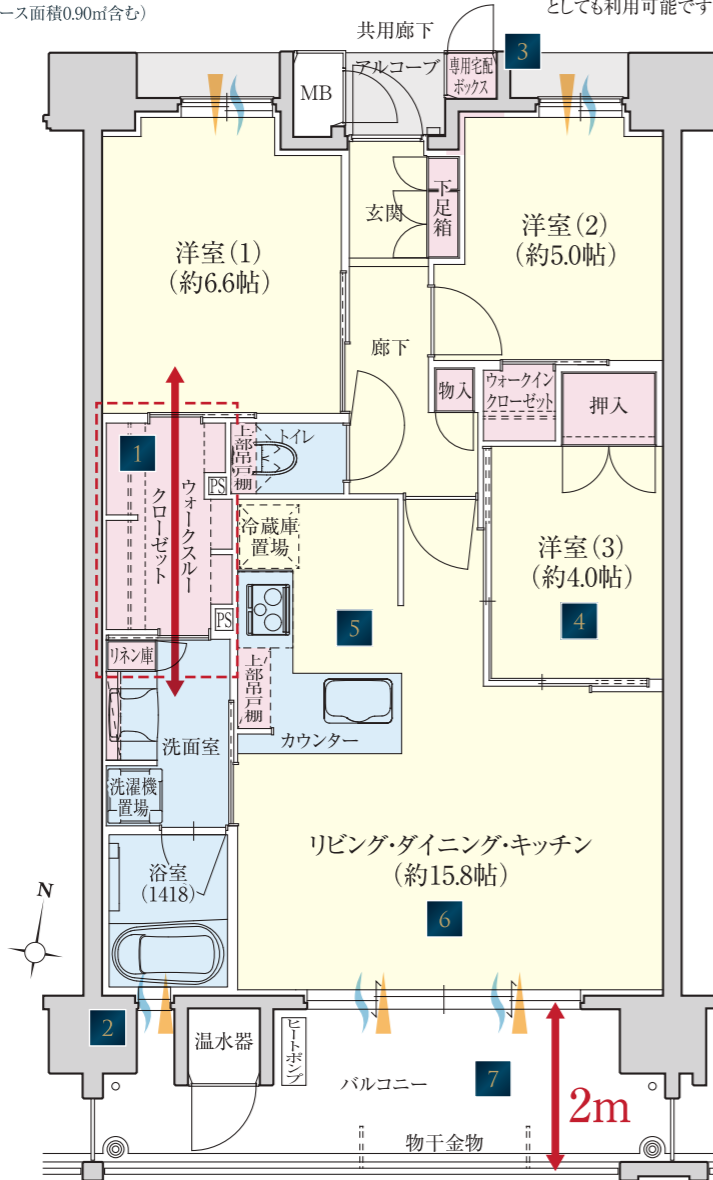 ース面積0.90㎡含む)
としても利用可能です
共用廊下
3
アルコーブ
専用宅配
ボックス
MB
玄関
下足箱
洋室(1)
(約6.6帖)
洋室(2)
(約5.0帖)
廊下
物入
ウォークイン
クローゼット
押入
1
ウォークスルー
クローゼット
上部吊戸棚
トイレ
PS
冷蔵庫
置場
洋室(3)
(約4.0帖)
4
5
PS
リネン庫
上部吊戸棚
洗面室
カウンター
洗濯機
置場
リビング・ダイニング・キッチン
(約15.8帖)
6
浴室
(1418)
N
2
温水器
ヒートポンプ
バルコニー
7
2m
物干金物